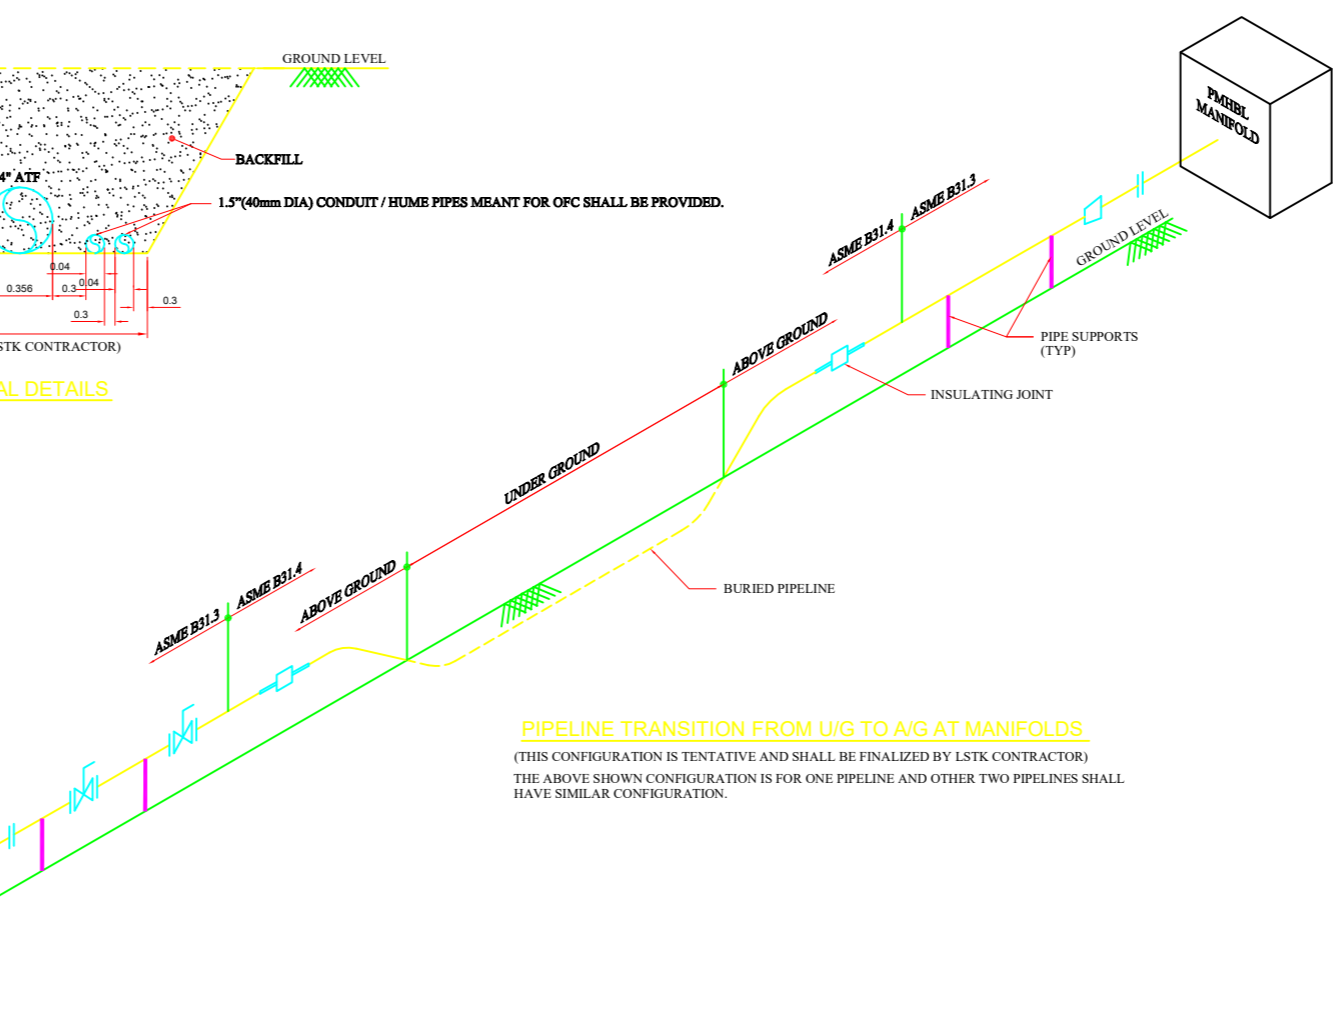 GROUND LEVEL
BACKFILL
4" ATF
1.5"(40mm DIA) CONDUIT / HUME PIPES MEANT FOR OFC SHALL BE PROVIDED.
0.04
0.356
0.3
0.04
0.3
0.3
STK CONTRACTOR)
AL DETAILS
PMHBL
MANIFOLD
ASME B31.4
ASME B31.3
GROUND LEVEL
PIPE SUPPORTS
(TYP)
ABOVE GROUND
INSULATING JOINT
UNDER GROUND
ABOVE GROUND
BURIED PIPELINE
ASME B31.3
ASME B31.4
PIPELINE TRANSITION FROM U/G TO A/G AT MANIFOLDS
(THIS CONFIGURATION IS TENTATIVE AND SHALL BE FINALIZED BY LSTK CONTRACTOR)
THE ABOVE SHOWN CONFIGURATION IS FOR ONE PIPELINE AND OTHER TWO PIPELINES SHALL
HAVE SIMILAR CONFIGURATION.